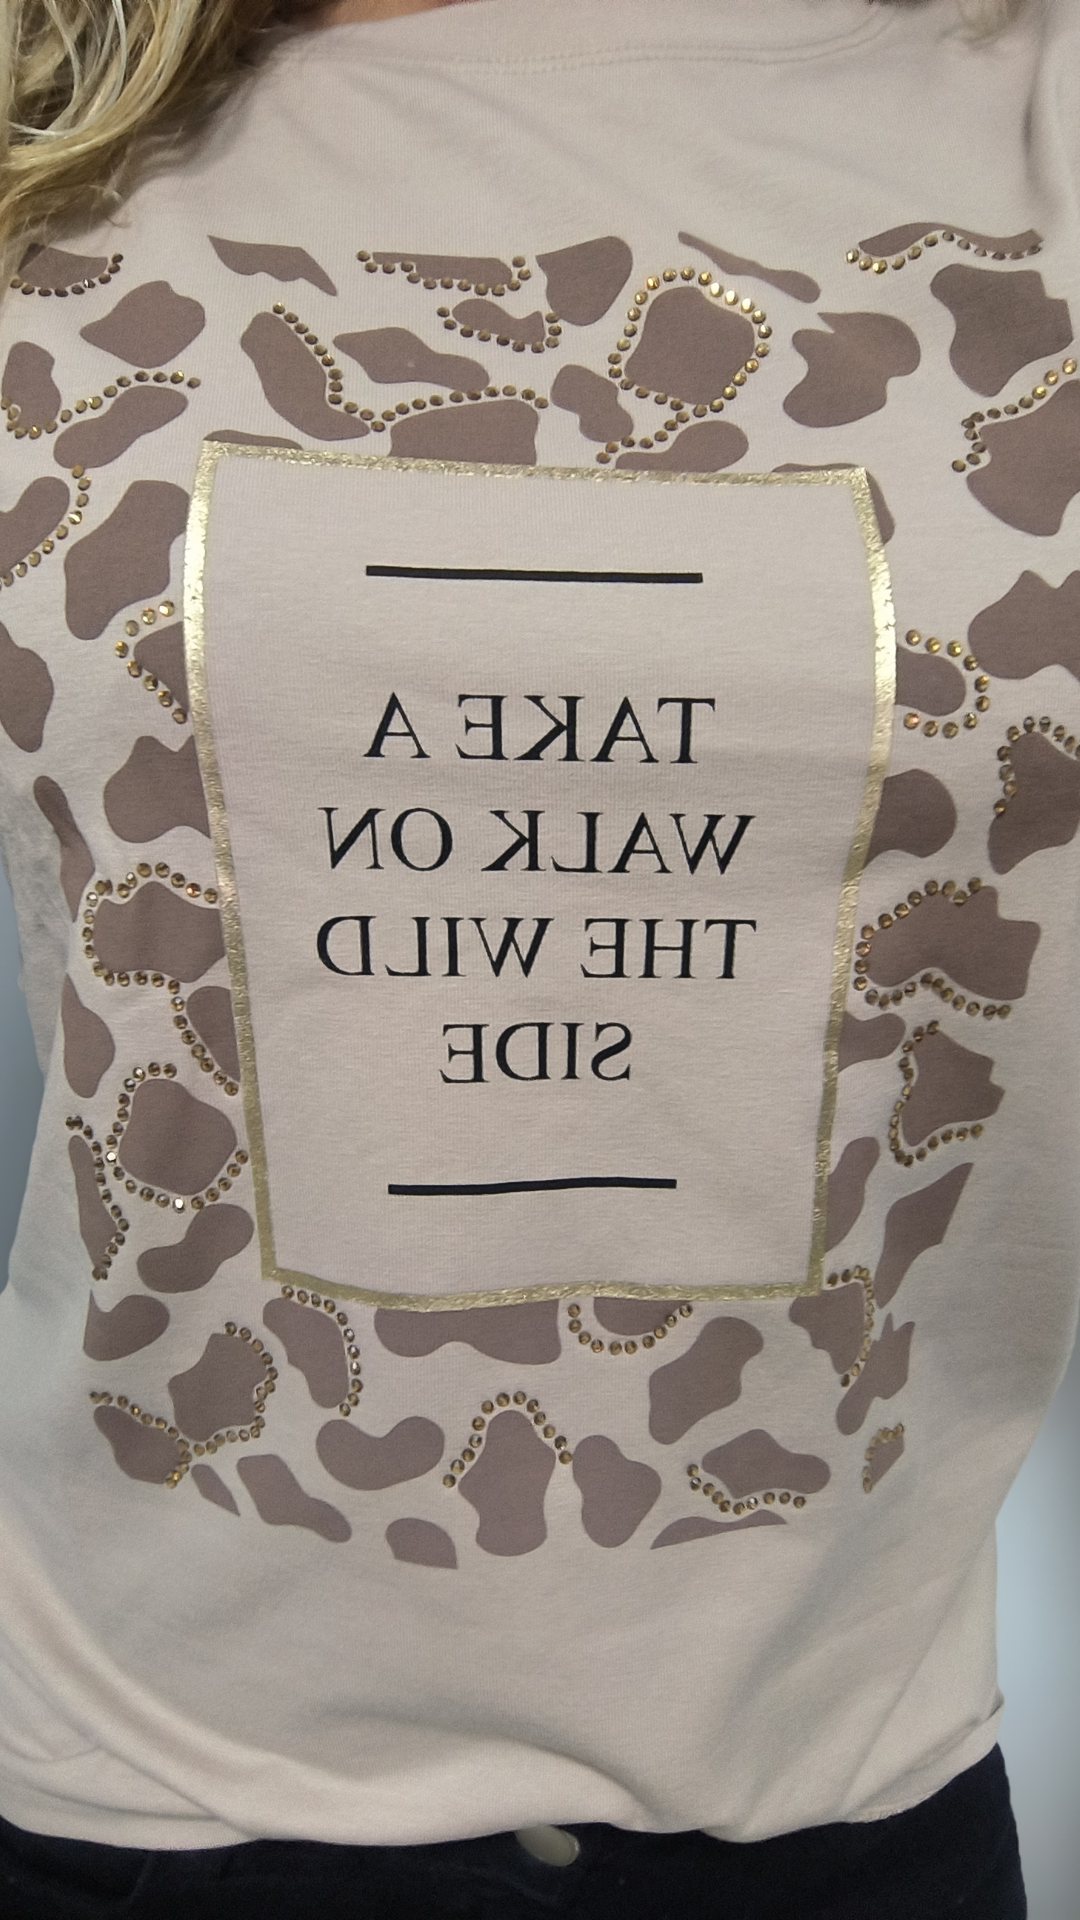 TAKE A
WALK ON
THE WILD
SIDE